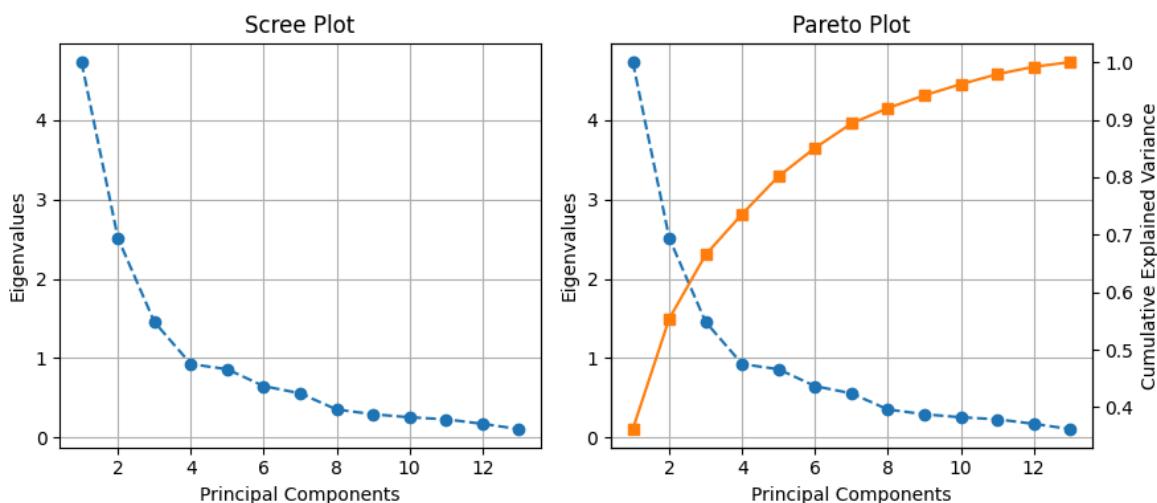 Scree Plot
Eigenvalues
4
3
2
1
0
2 4 6 8 10 12
Principal Components
Pareto Plot
Eigenvalues
4
3
2
1
0
2 4 6 8 10 12
Principal Components
1.0
0.9
0.8
0.7
0.6
0.5
0.4
Cumulative Explained Variance